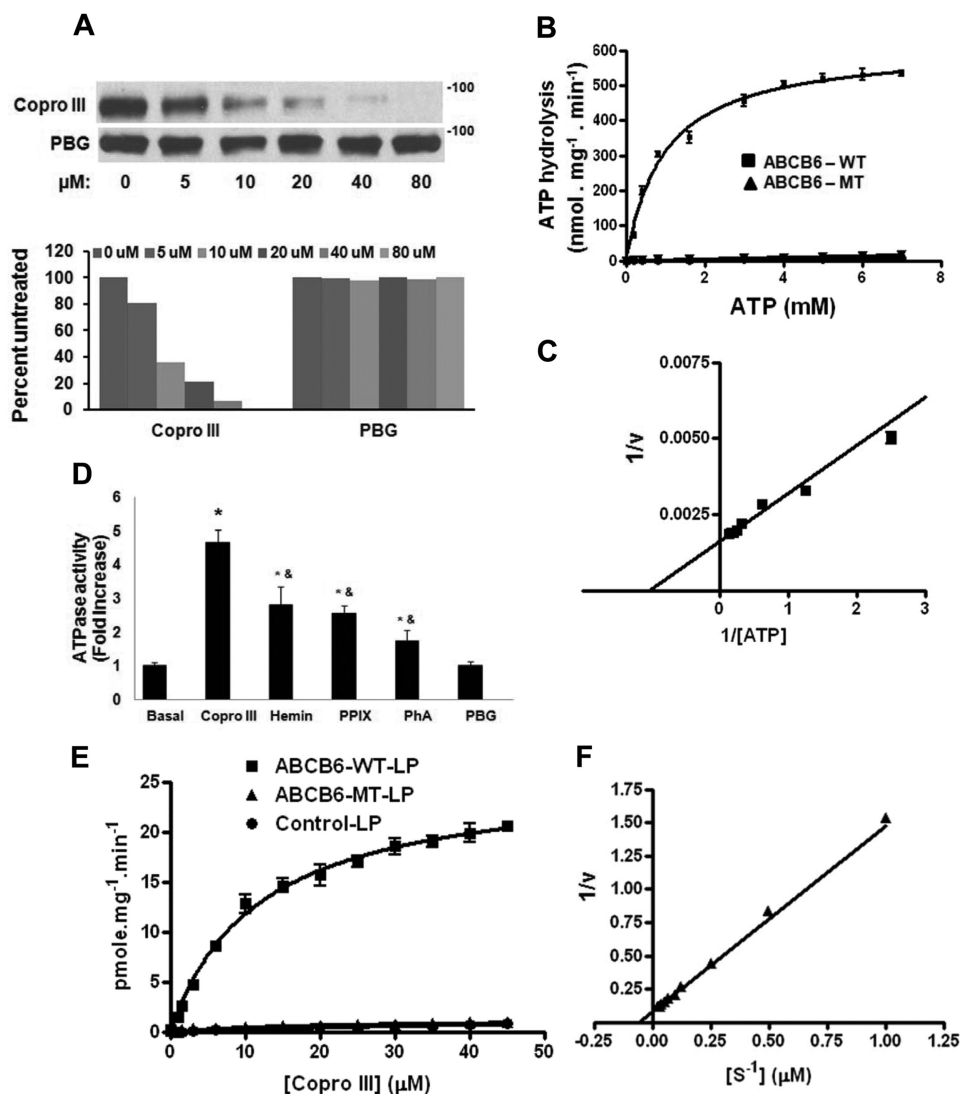 A
Copro III
-100
PBG
-100
µM: 0 5 10 20 40 80
Percent untreated
120
100
80
60
40
20
0
0 uM 5 uM 10 uM 20 uM 40 uM 80 uM
Copro III PBG
B
ATP hydrolysis
(nmol . mg⁻¹ . min⁻¹)
600
500
400
300
200
100
0
ABCB6 – WT
ABCB6 – MT
0 2 4 6 8
ATP (mM)
C
1/v
0.0075
0.0050
0.0025
0 1 2 3
1/[ATP]
D
ATPase activity
(Fold Increase)
6
5
4
3
2
1
0
*
* &
* &
* &
Basal Copro III Hemin PPIX PhA PBG
E
pmole.mg⁻¹.min⁻¹
25
20
15
10
5
0
ABCB6-WT-LP
ABCB6-MT-LP
Control-LP
0 10 20 30 40 50
[Copro III] (µM)
F
1/v
1.75
1.50
1.25
1.00
0.75
0.50
0.25
-0.25 0.00 0.25 0.50 0.75 1.00 1.25
[S⁻¹] (µM)